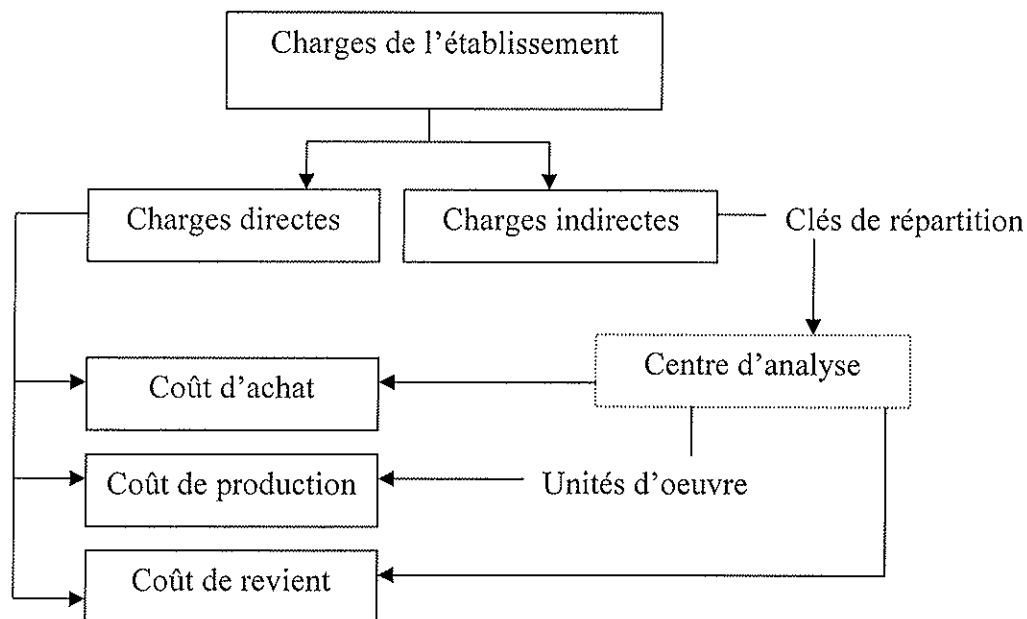 Charges de l'établissement
Charges directes
Charges indirectes
Clés de répartition
Centre d'analyse
Coût d'achat
Coût de production
Unités d'oeuvre
Coût de revient